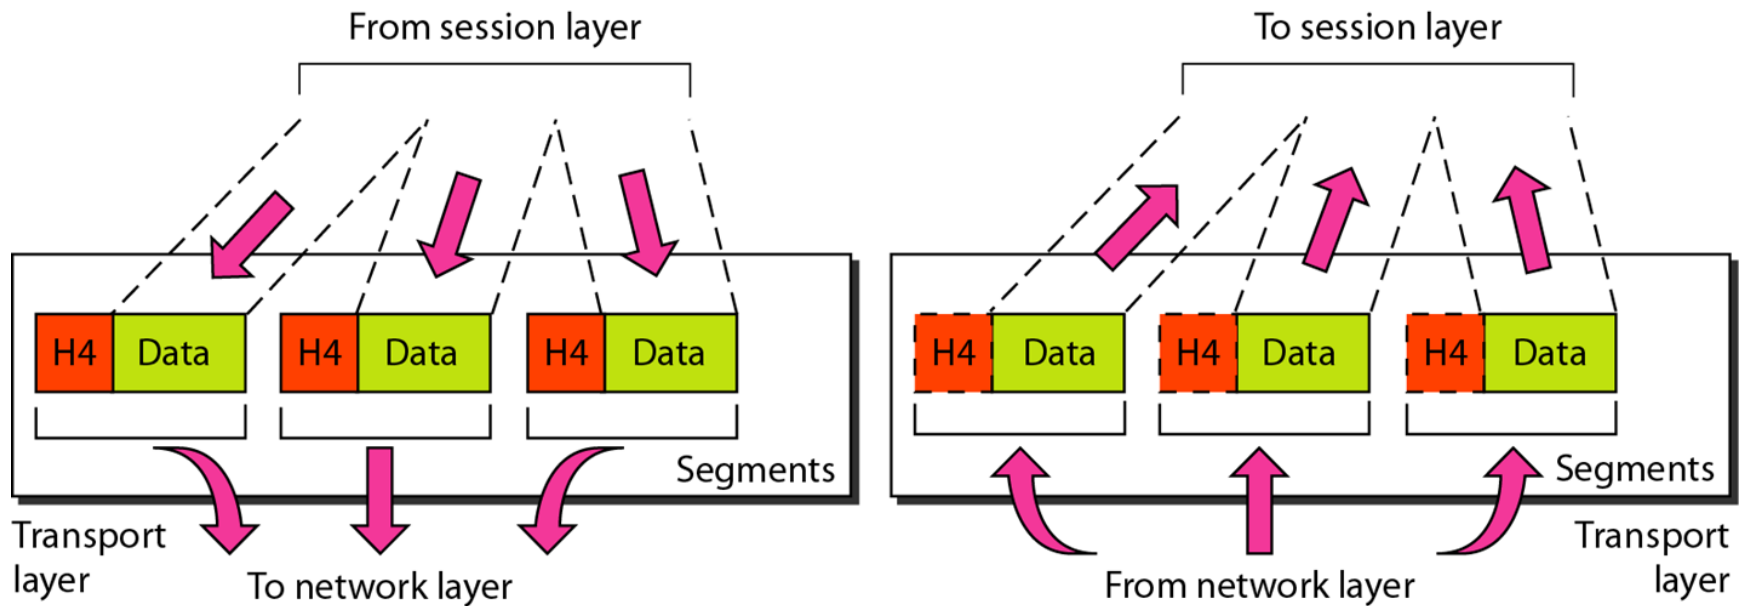 From session layer
H4 Data H4 Data H4 Data
Segments
Transport
layer
To network layer
To session layer
H4 Data H4 Data H4 Data
Segments
Transport
layer
From network layer